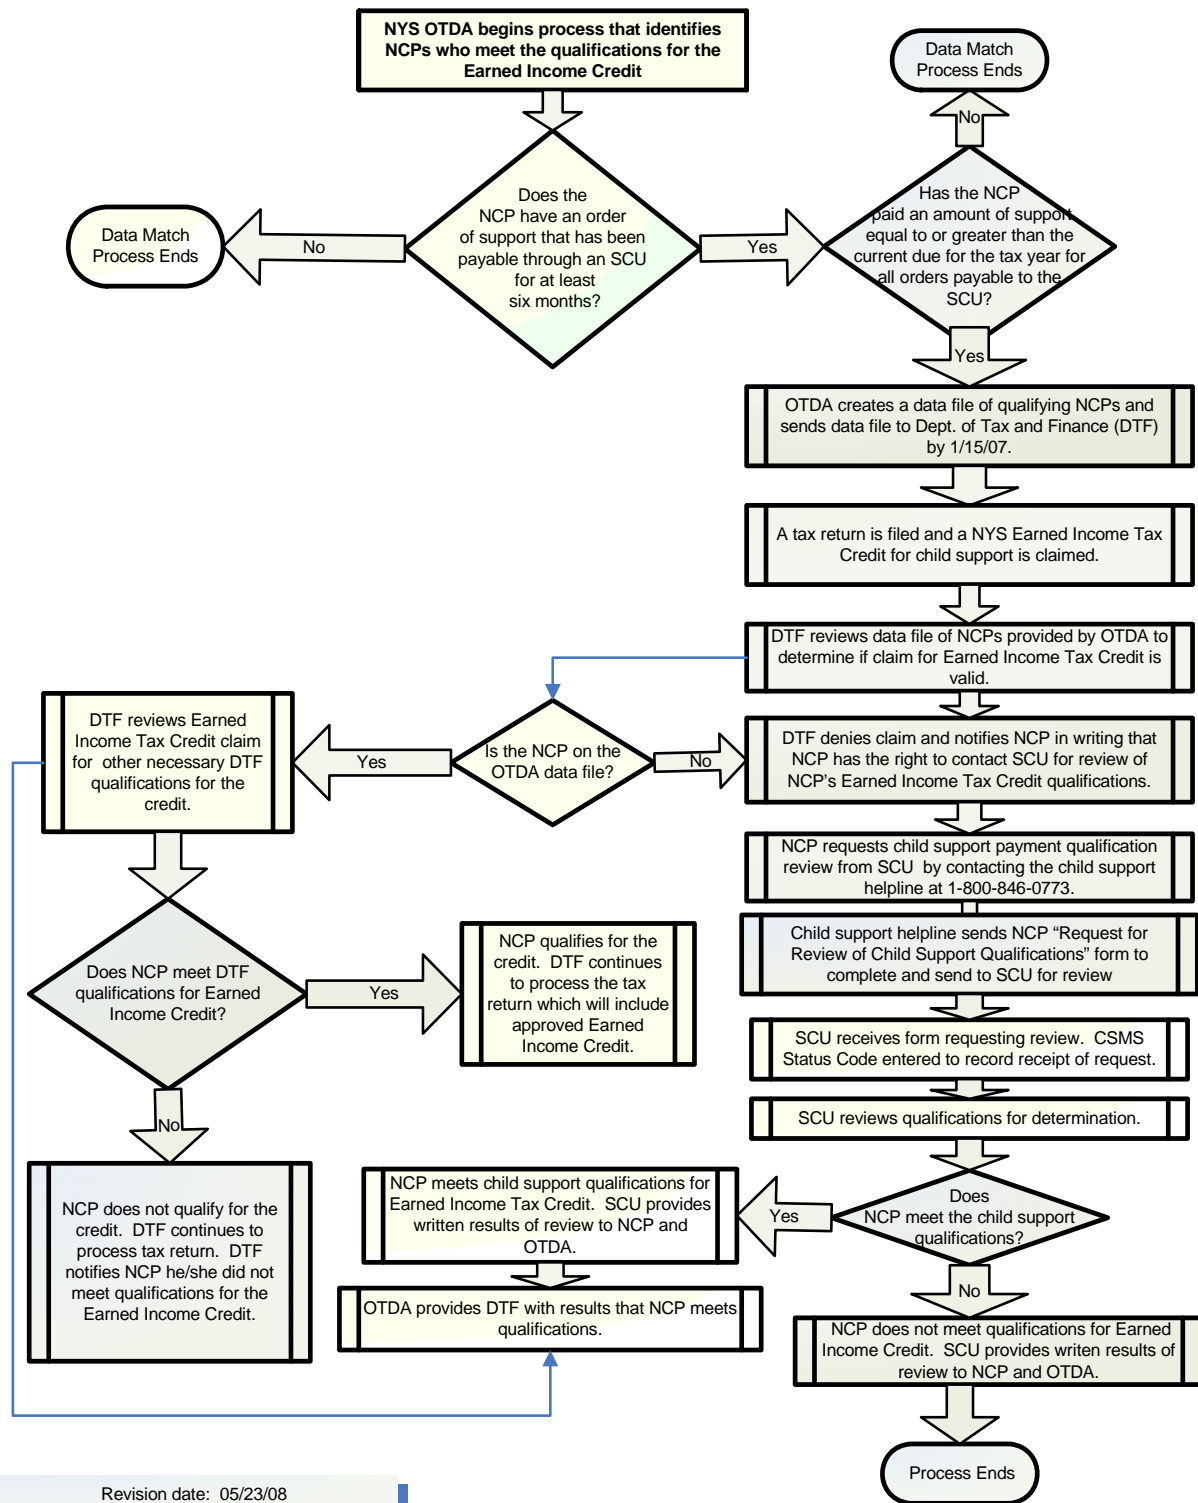 NYS OTDA begins process that identifies
NCPs who meet the qualifications for the
Earned Income Credit
Data Match
Process Ends
No
Does the
NCP have an order
of support that has been
payable through an SCU
for at least
six months?
No
Data Match
Process Ends
Yes
Has the NCP
paid an amount of support
equal to or greater than the
current due for the tax year for
all orders payable to the
SCU?
Yes
OTDA creates a data file of qualifying NCPs and
sends data file to Dept. of Tax and Finance (DTF)
by 1/15/07.
A tax return is filed and a NYS Earned Income Tax
Credit for child support is claimed.
DTF reviews data file of NCPs provided by OTDA to
determine if claim for Earned Income Tax Credit is
valid.
Is the NCP on the
OTDA data file?
Yes
No
DTF reviews Earned
Income Tax Credit claim
for other necessary DTF
qualifications for the
credit.
DTF denies claim and notifies NCP in writing that
NCP has the right to contact SCU for review of
NCP's Earned Income Tax Credit qualifications.
NCP requests child support payment qualification
review from SCU by contacting the child support
helpline at 1-800-846-0773.
Child support helpline sends NCP “Request for
Review of Child Support Qualifications” form to
complete and send to SCU for review
Does NCP meet DTF
qualifications for Earned
Income Credit?
Yes
NCP qualifies for the
credit. DTF continues
to process the tax
return which will include
approved Earned
Income Credit.
SCU receives form requesting review. CSMS
Status Code entered to record receipt of request.
SCU reviews qualifications for determination.
No
NCP does not qualify for the
credit. DTF continues to
process tax return. DTF
notifies NCP he/she did not
meet qualifications for the
Earned Income Credit.
Does
NCP meet the child support
qualifications?
Yes
NCP meets child support qualifications for
Earned Income Tax Credit. SCU provides
written results of review to NCP and
OTDA.
OTDA provides DTF with results that NCP meets
qualifications.
No
NCP does not meet qualifications for Earned
Income Credit. SCU provides writen results of
review to NCP and OTDA.
Process Ends
Revision date: 05/23/08